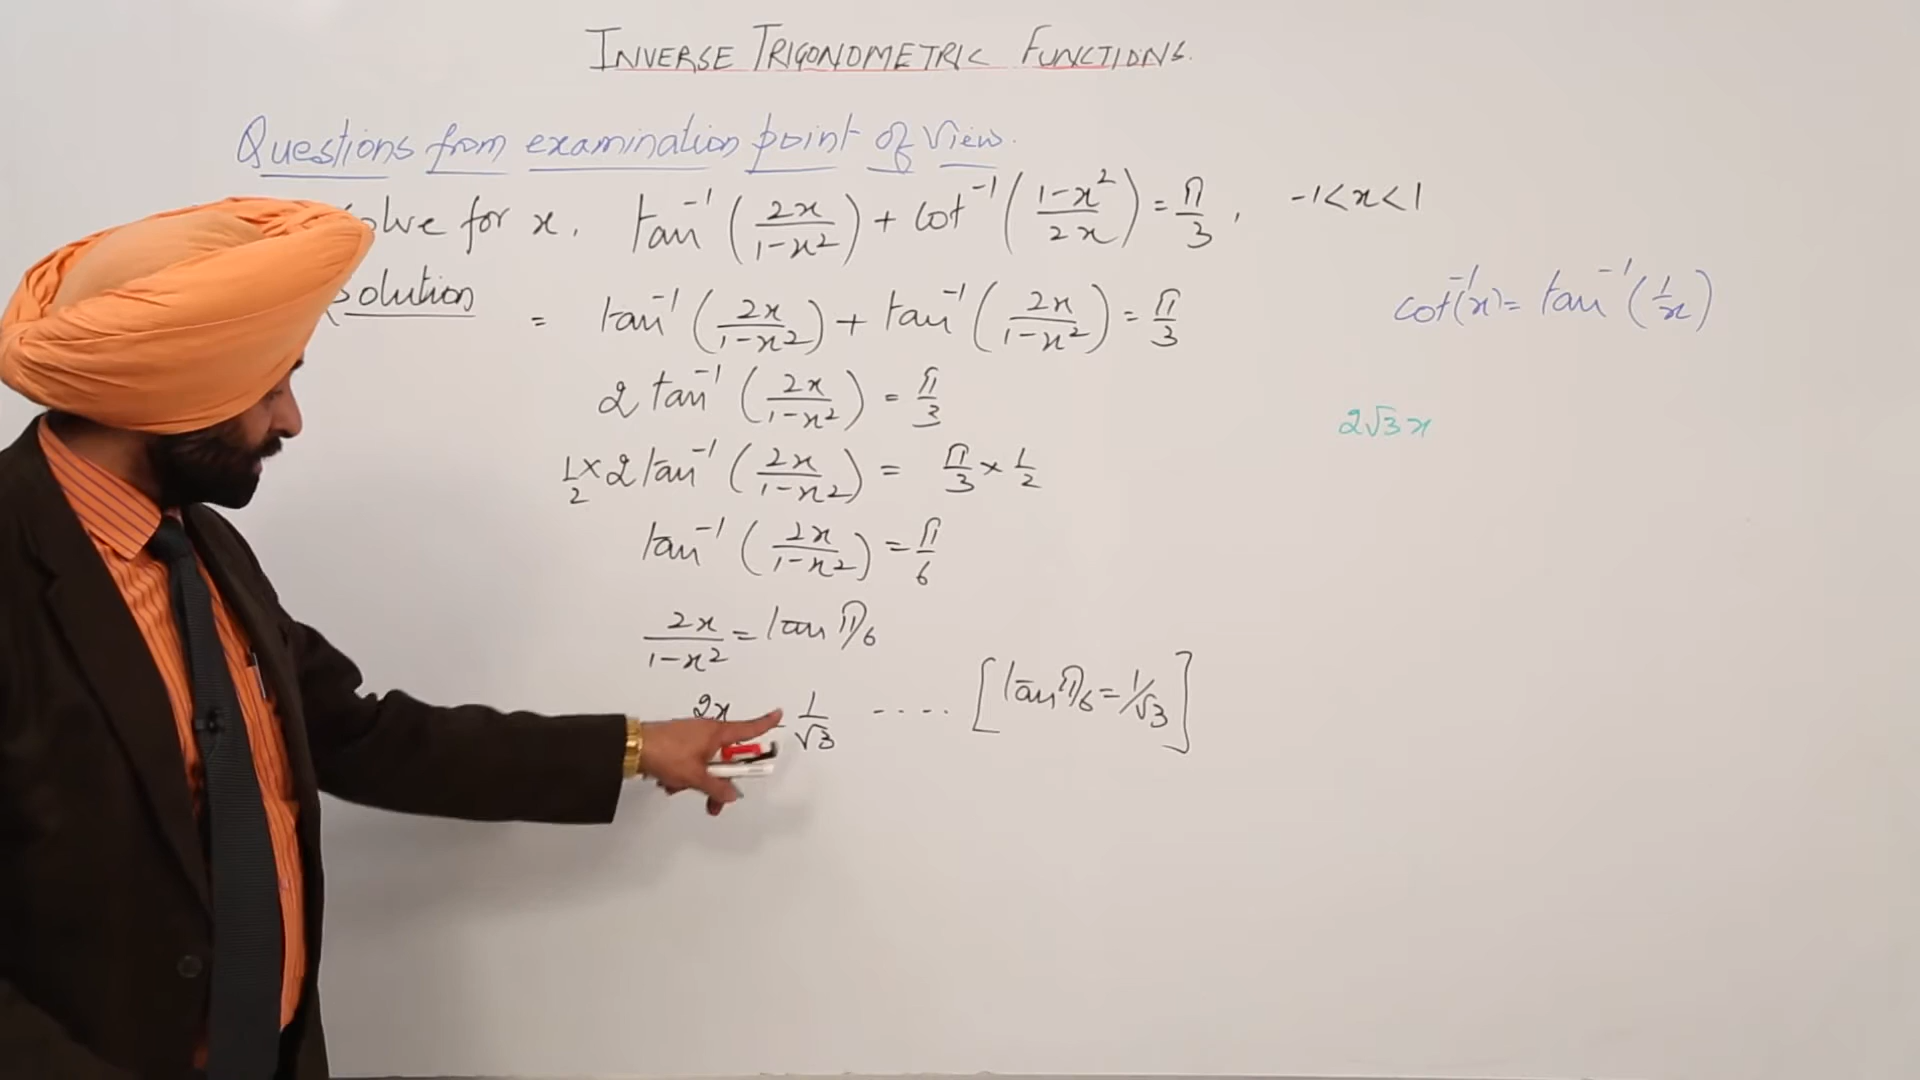 INVERSE TRIGONOMETRIC FUNCTIONS.
Questions from examination point of View.
olve for x, tan⁻¹(2x/1-x²) + cot⁻¹(1-x²/2x) = π/3, -1<x<1
Solution
= tan⁻¹(2x/1-x²) + tan⁻¹(2x/1-x²) = π/3
cot⁻¹(x) = tan⁻¹(1/x)
2 tan⁻¹(2x/1-x²) = π/3
2√3x
1/2 × 2 tan⁻¹(2x/1-x²) = π/3 × 1/2
tan⁻¹(2x/1-x²) = π/6
2x/1-x² = tan π/6
2x = 1/√3 .... [tan π/6 = 1/√3]